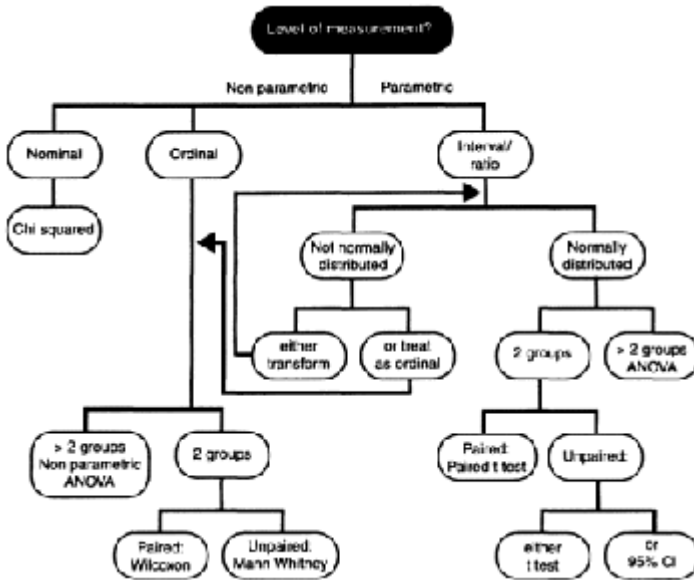 Level of measurement?
Non parametric
Parametric
Nominal
Ordinal
Interval/
ratio
Chi squared
Not normally
distributed
Normally
distributed
either
transform
or treat
as ordinal
2 groups
> 2 groups
ANOVA
> 2 groups
Non parametric
ANOVA
2 groups
Paired:
Paired t test
Unpaired:
Paired:
Wilcoxon
Unpaired:
Mann Whitney
either
t test
or
95% CI